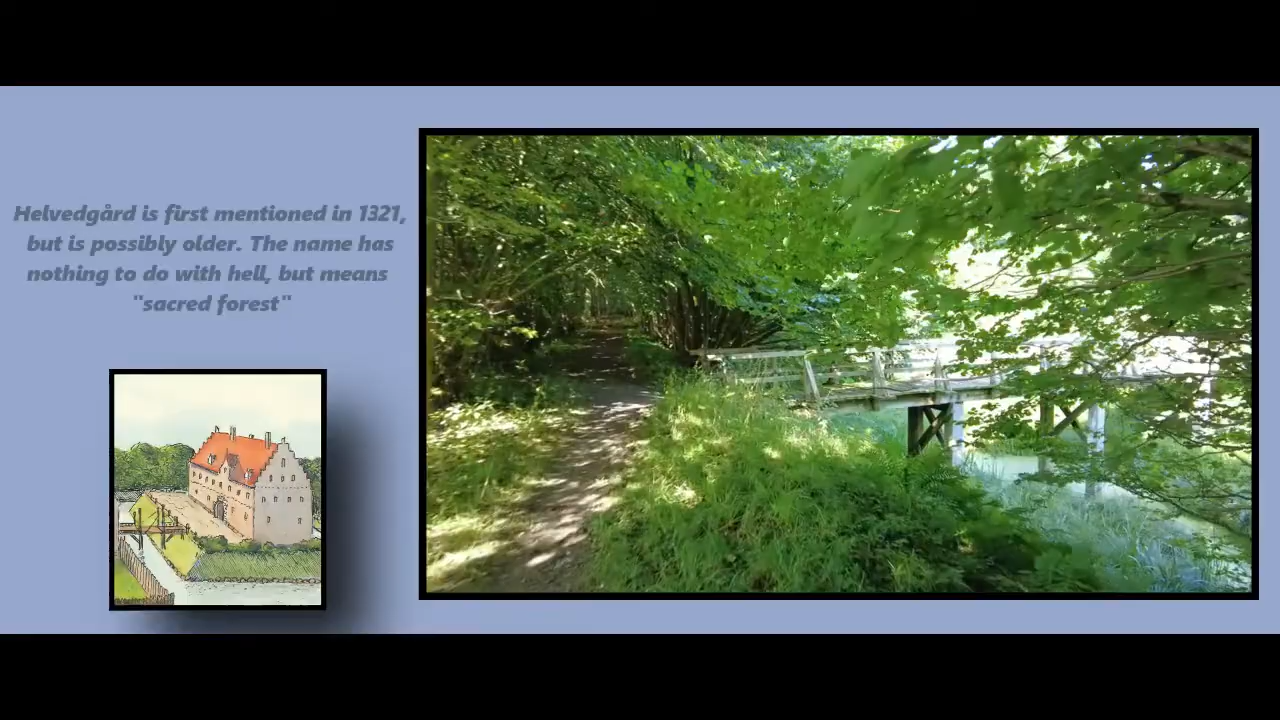 Helvedgård is first mentioned in 1321,
but is possibly older. The name has
nothing to do with hell, but means
"sacred forest"